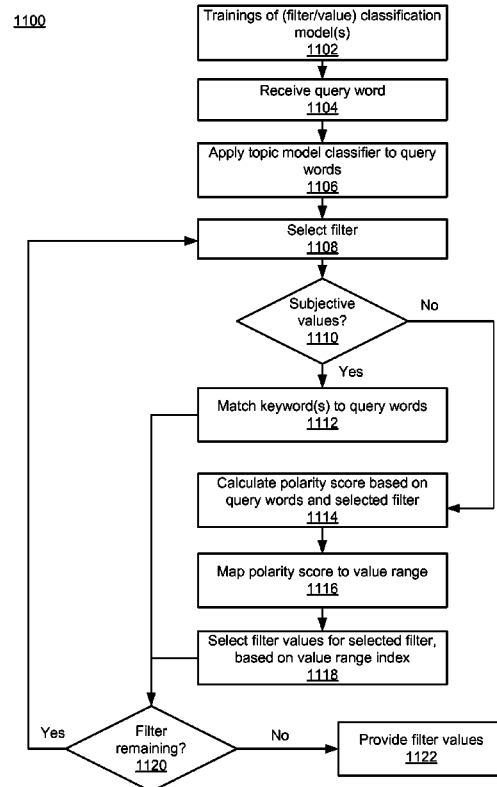 1100
Trainings of (filter/value) classification
model(s)
1102
Receive query word
1104
Apply topic model classifier to query
words
1106
Select filter
1108
Subjective
values?
1110
No
Yes
Match keyword(s) to query words
1112
Calculate polarity score based on
query words and selected filter
1114
Map polarity score to value range
1116
Select filter values for selected filter,
based on value range index
1118
Yes
Filter
remaining?
1120
No
Provide filter values
1122